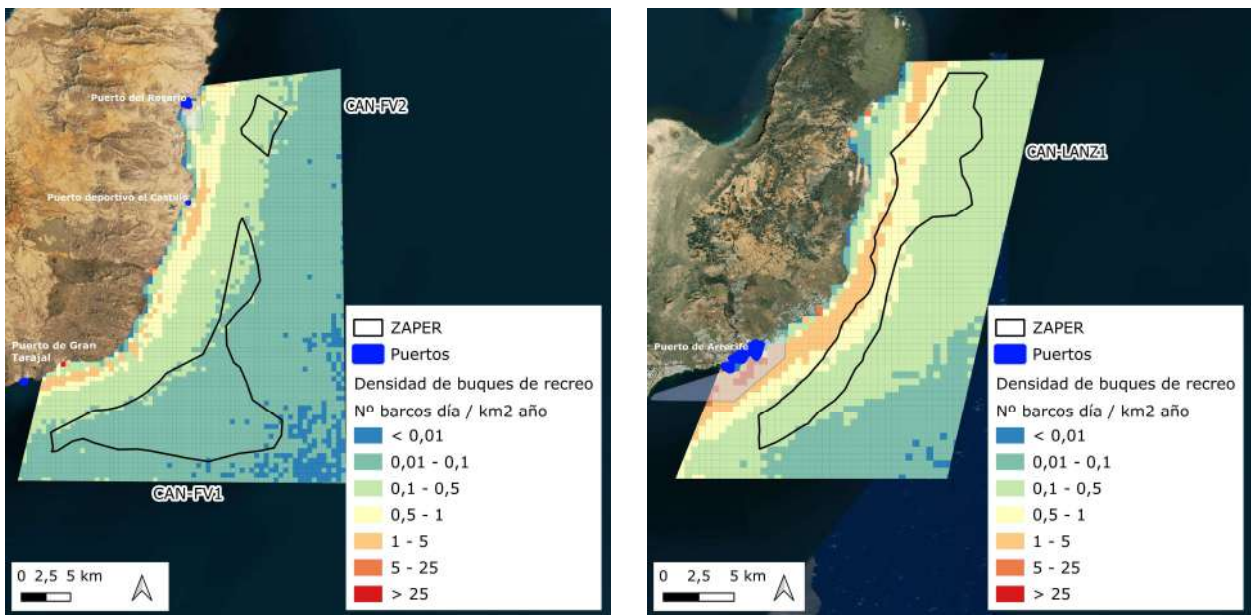 Puerto del Rosario
CAN-FV2
Puerto deportivo el Castillo
Puerto de Gran
Tarajal
CAN-FV1
ZAPER
Puertos
Densidad de buques de recreo
Nº barcos día / km2 año
< 0,01
0,01 - 0,1
0,1 - 0,5
0,5 - 1
1 - 5
5 - 25
> 25
0 2,5 5 km
CAN-LANZ1
Puerto de Arrecife
ZAPER
Puertos
Densidad de buques de recreo
Nº barcos día / km2 año
< 0,01
0,01 - 0,1
0,1 - 0,5
0,5 - 1
1 - 5
5 - 25
> 25
0 2,5 5 km